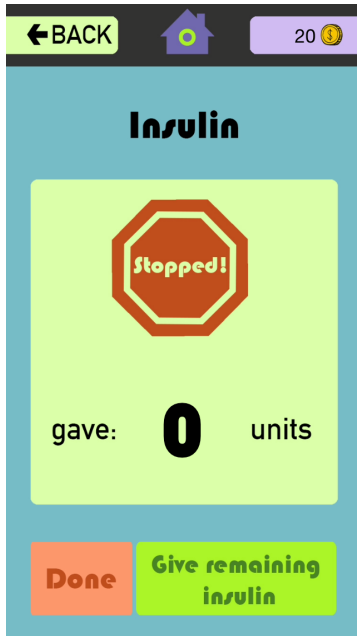 BACK
20
Insulin
Stopped!
gave: 0 units
Done
Give remaining
insulin